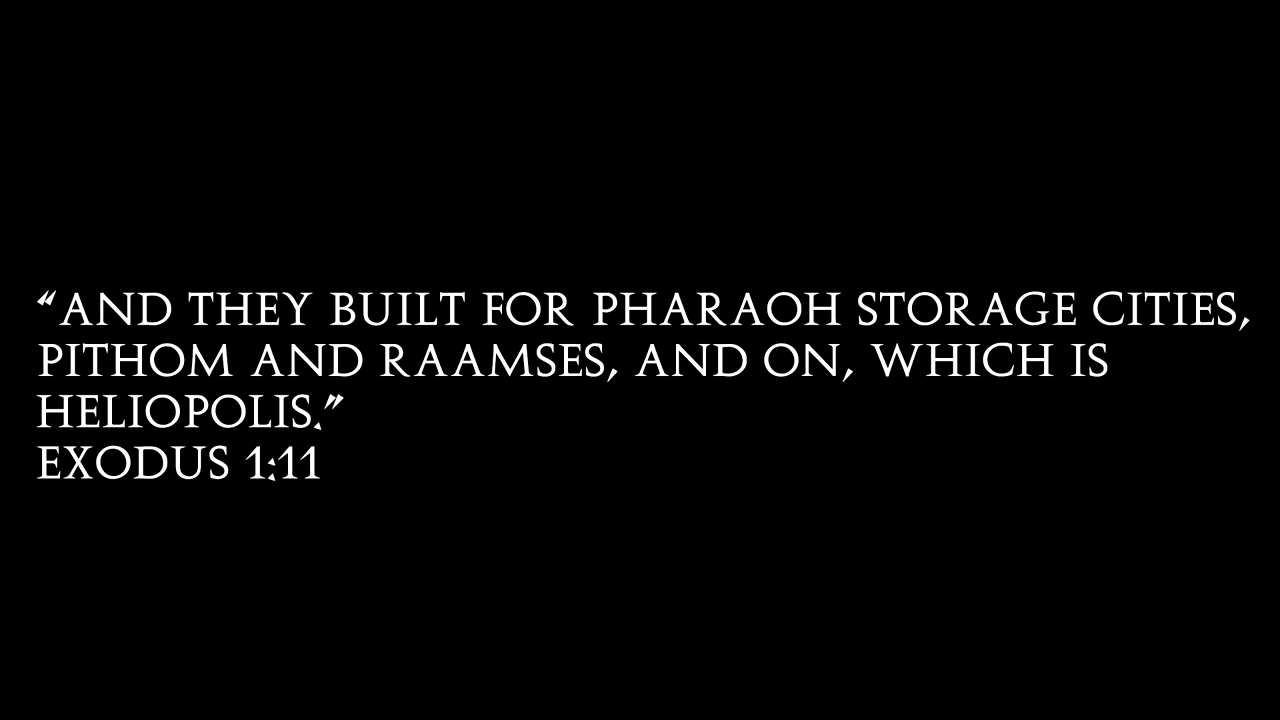 “AND THEY BUILT FOR PHARAOH STORAGE CITIES,
PITHOM AND RAAMSES, AND ON, WHICH IS
HELIOPOLIS.”
EXODUS 1:11